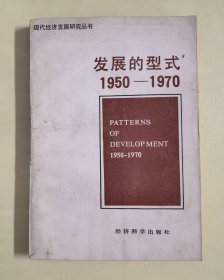 现代经济发展研究丛书
发展的型式
1950—1970
PATTERNS
OF
DEVELOPMENT
1950-1970
经济科学出版社